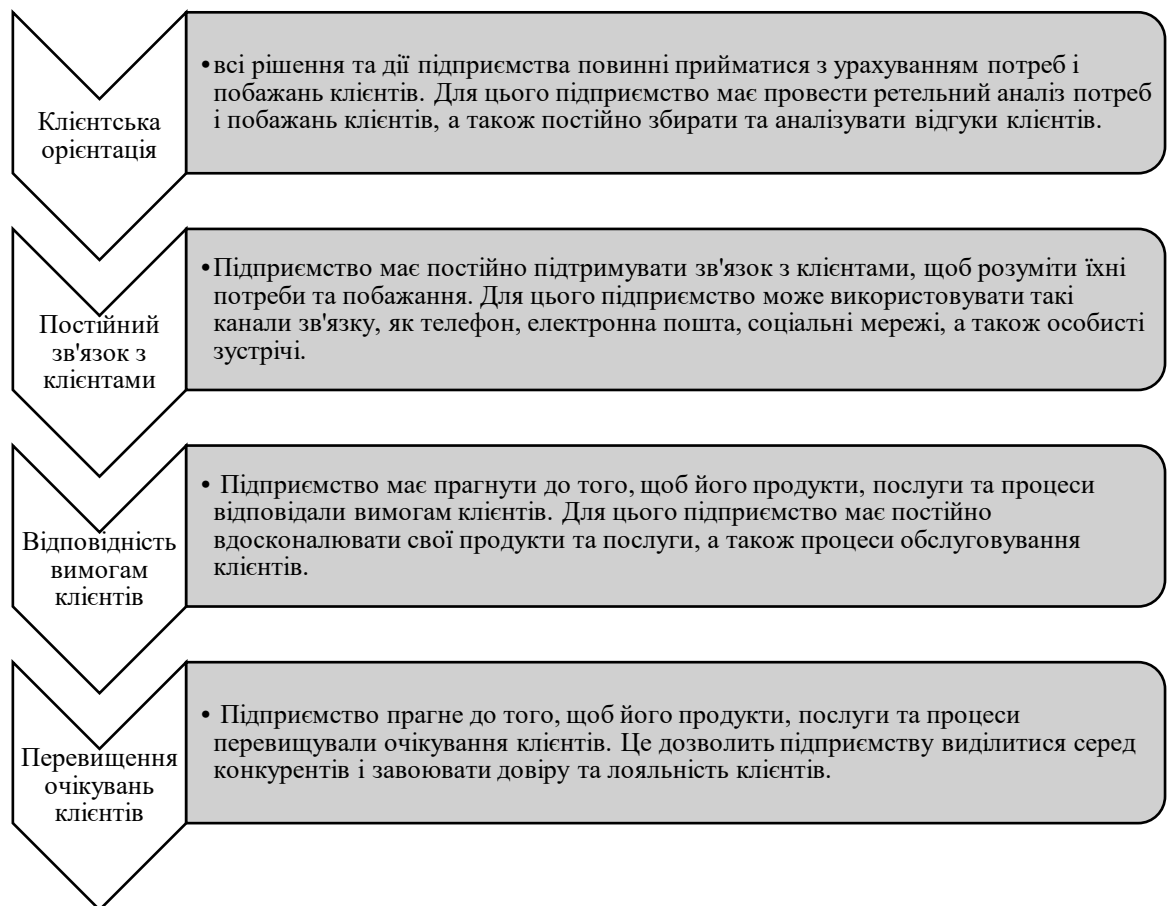 Клієнтська
орієнтація
•всі рішення та дії підприємства повинні прийматися з урахуванням потреб і
побажань клієнтів. Для цього підприємство має провести ретельний аналіз потреб
і побажань клієнтів, а також постійно збирати та аналізувати відгуки клієнтів.
Постійний
зв'язок з
клієнтами
•Підприємство має постійно підтримувати зв'язок з клієнтами, щоб розуміти їхні
потреби та побажання. Для цього підприємство може використовувати такі
канали зв'язку, як телефон, електронна пошта, соціальні мережі, а також особисті
зустрічі.
Відповідність
вимогам
клієнтів
• Підприємство має прагнути до того, щоб його продукти, послуги та процеси
відповідали вимогам клієнтів. Для цього підприємство має постійно
вдосконалювати свої продукти та послуги, а також процеси обслуговування
клієнтів.
Перевищення
очікувань
клієнтів
• Підприємство прагне до того, щоб його продукти, послуги та процеси
перевищували очікування клієнтів. Це дозволить підприємству виділитися серед
конкурентів і завоювати довіру та лояльність клієнтів.